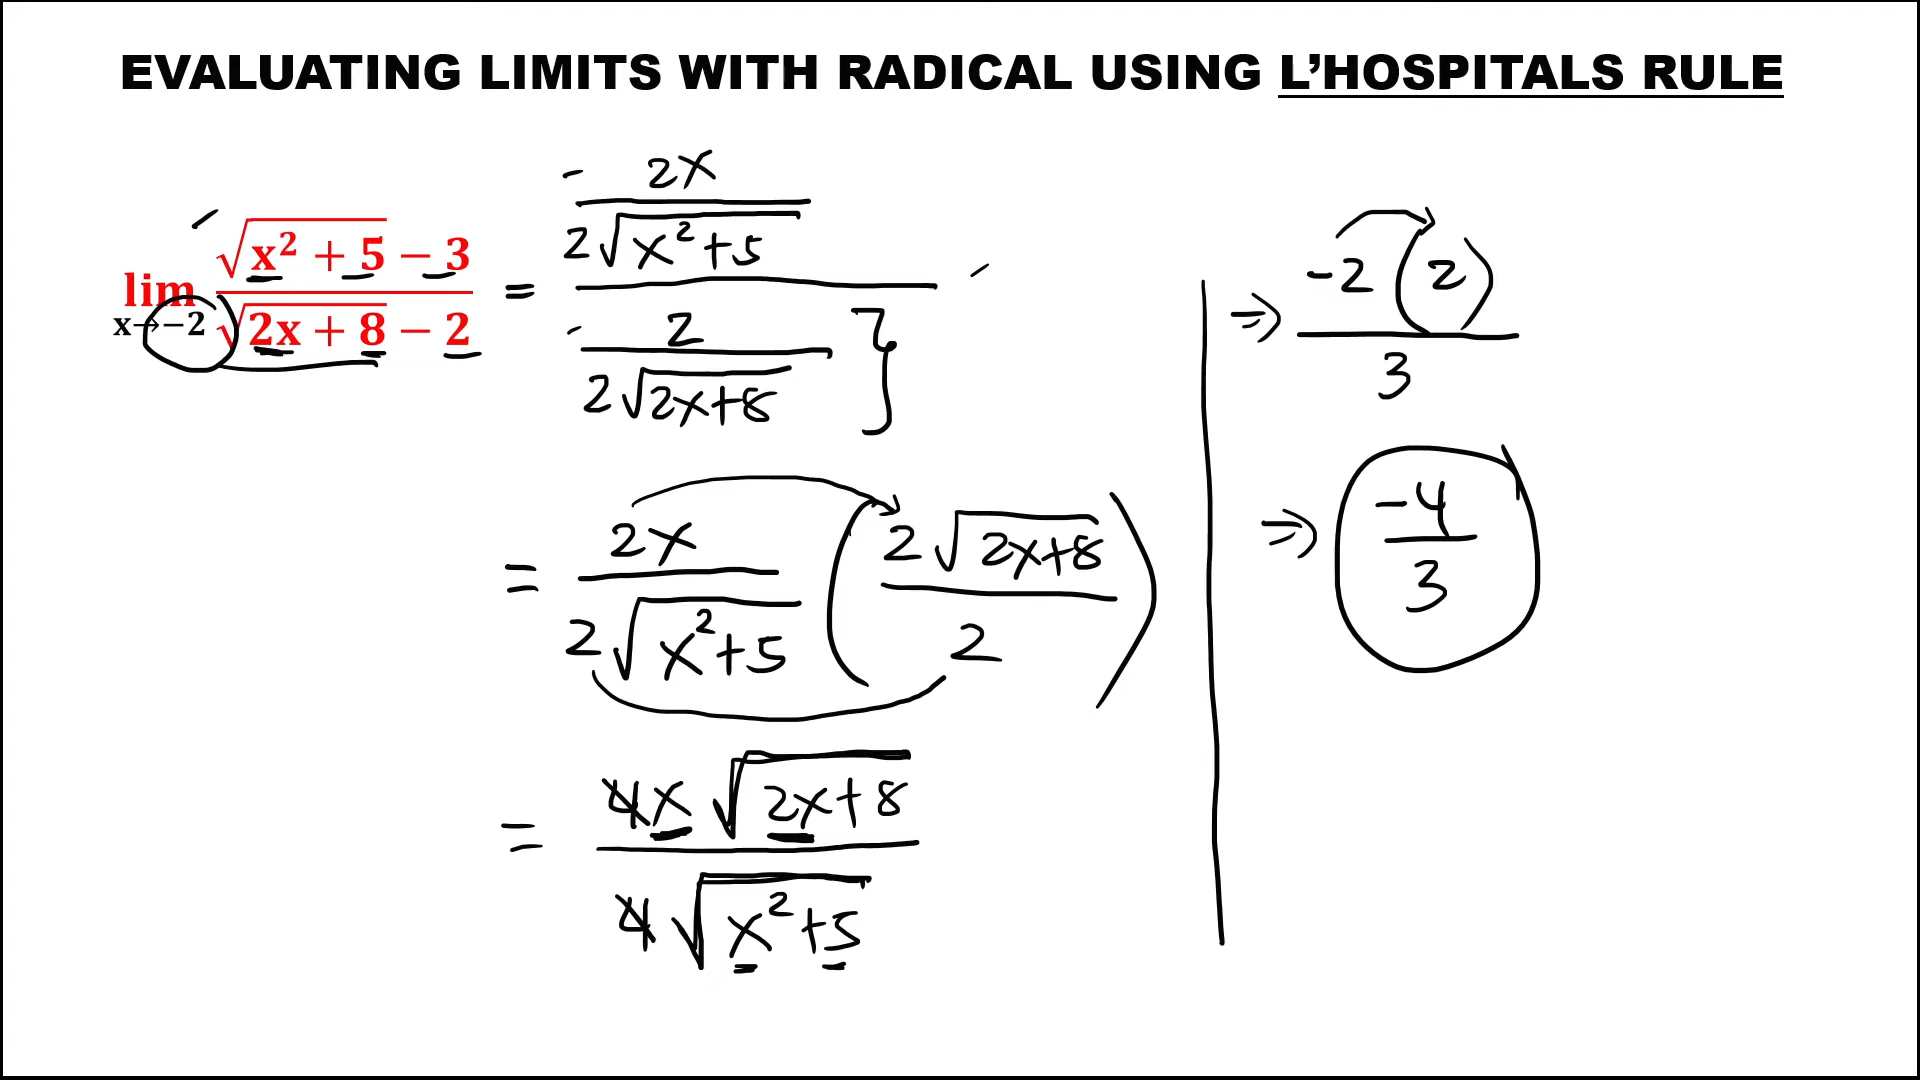 EVALUATING LIMITS WITH RADICAL USING L’HOSPITALS RULE
lim x→−2 (√(x² + 5) − 3) / (√(2x + 8) − 2)
= (2x / 2√(x²+5)) / (2 / 2√(2x+8))
= 2x / 2√(x²+5) (2√(2x+8) / 2)
= 4x√(2x+8) / 4√(x²+5)
⇒ -2(2) / 3
⇒ -4 / 3